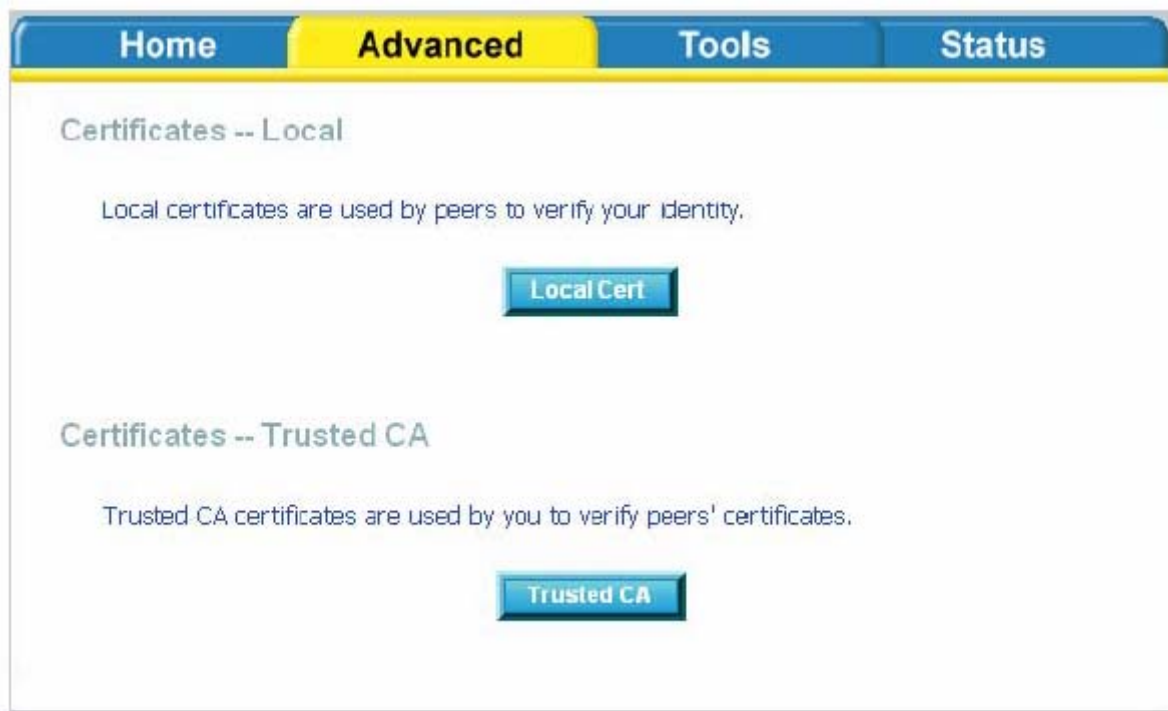 Home Advanced Tools Status
Certificates -- Local
Local certificates are used by peers to verify your identity.
Local Cert
Certificates -- Trusted CA
Trusted CA certificates are used by you to verify peers' certificates.
Trusted CA